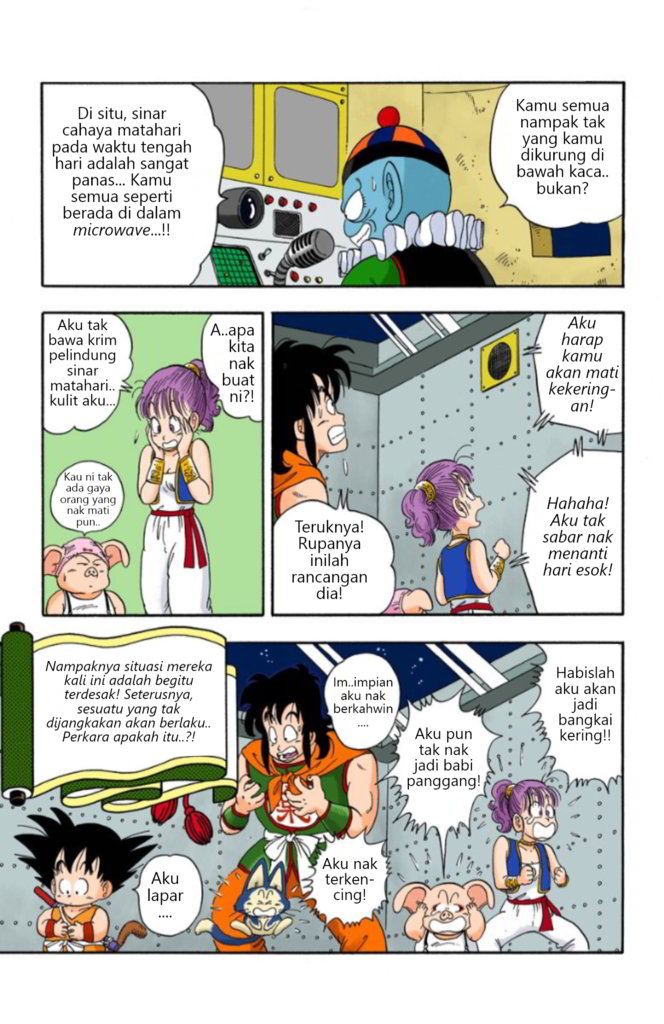 Kamu semua
nampak tak
yang kamu
dikurung di
bawah kaca..
bukan?
Di situ, sinar
cahaya matahari
pada waktu tengah
hari adalah sangat
panas... Kamu
semua seperti
berada di dalam
microwave...!!
Aku
harap
kamu
akan mati
kekering-
an!
Hahaha!
Aku tak
sabar nak
menanti
hari esok!
Teruknya!
Rupanya
inilah
rancangan
dia!
A..apa
kita
nak
buat
ni?!
Aku tak
bawa krim
pelindung
sinar
matahari..
kulit aku...
Kau ni tak
ada gaya
orang yang
nak mati
pun..
Habislah
aku akan
jadi
bangkai
kering!!
Aku pun
tak nak
jadi babi
panggang!
Im..impian
aku nak
berkahwin
....
Aku nak
terken-
cing!
Aku
lapar
....
Nampaknya situasi mereka
kali ini adalah begitu
terdesak! Seterusnya,
sesuatu yang tak
dijangkakan akan berlaku..
Perkara apakah itu..?!